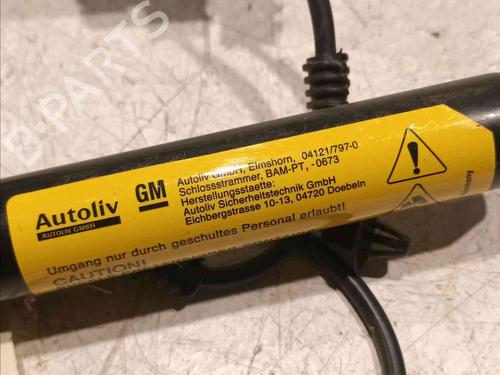 B-PARTS
Autoliv
AUTOLIV GMBH
GM
Autoliv GmbH, Elmshorn, 04121/797-0
Schlossstrammer, BAM-PT, -0673
Herstellungsstaette:
Autoliv Sicherheitstechnik GmbH
Eichbergstrasse 10-13, 04720 Doebeln
Umgang nur durch geschultes Personal erlaubt!
CAUTION!